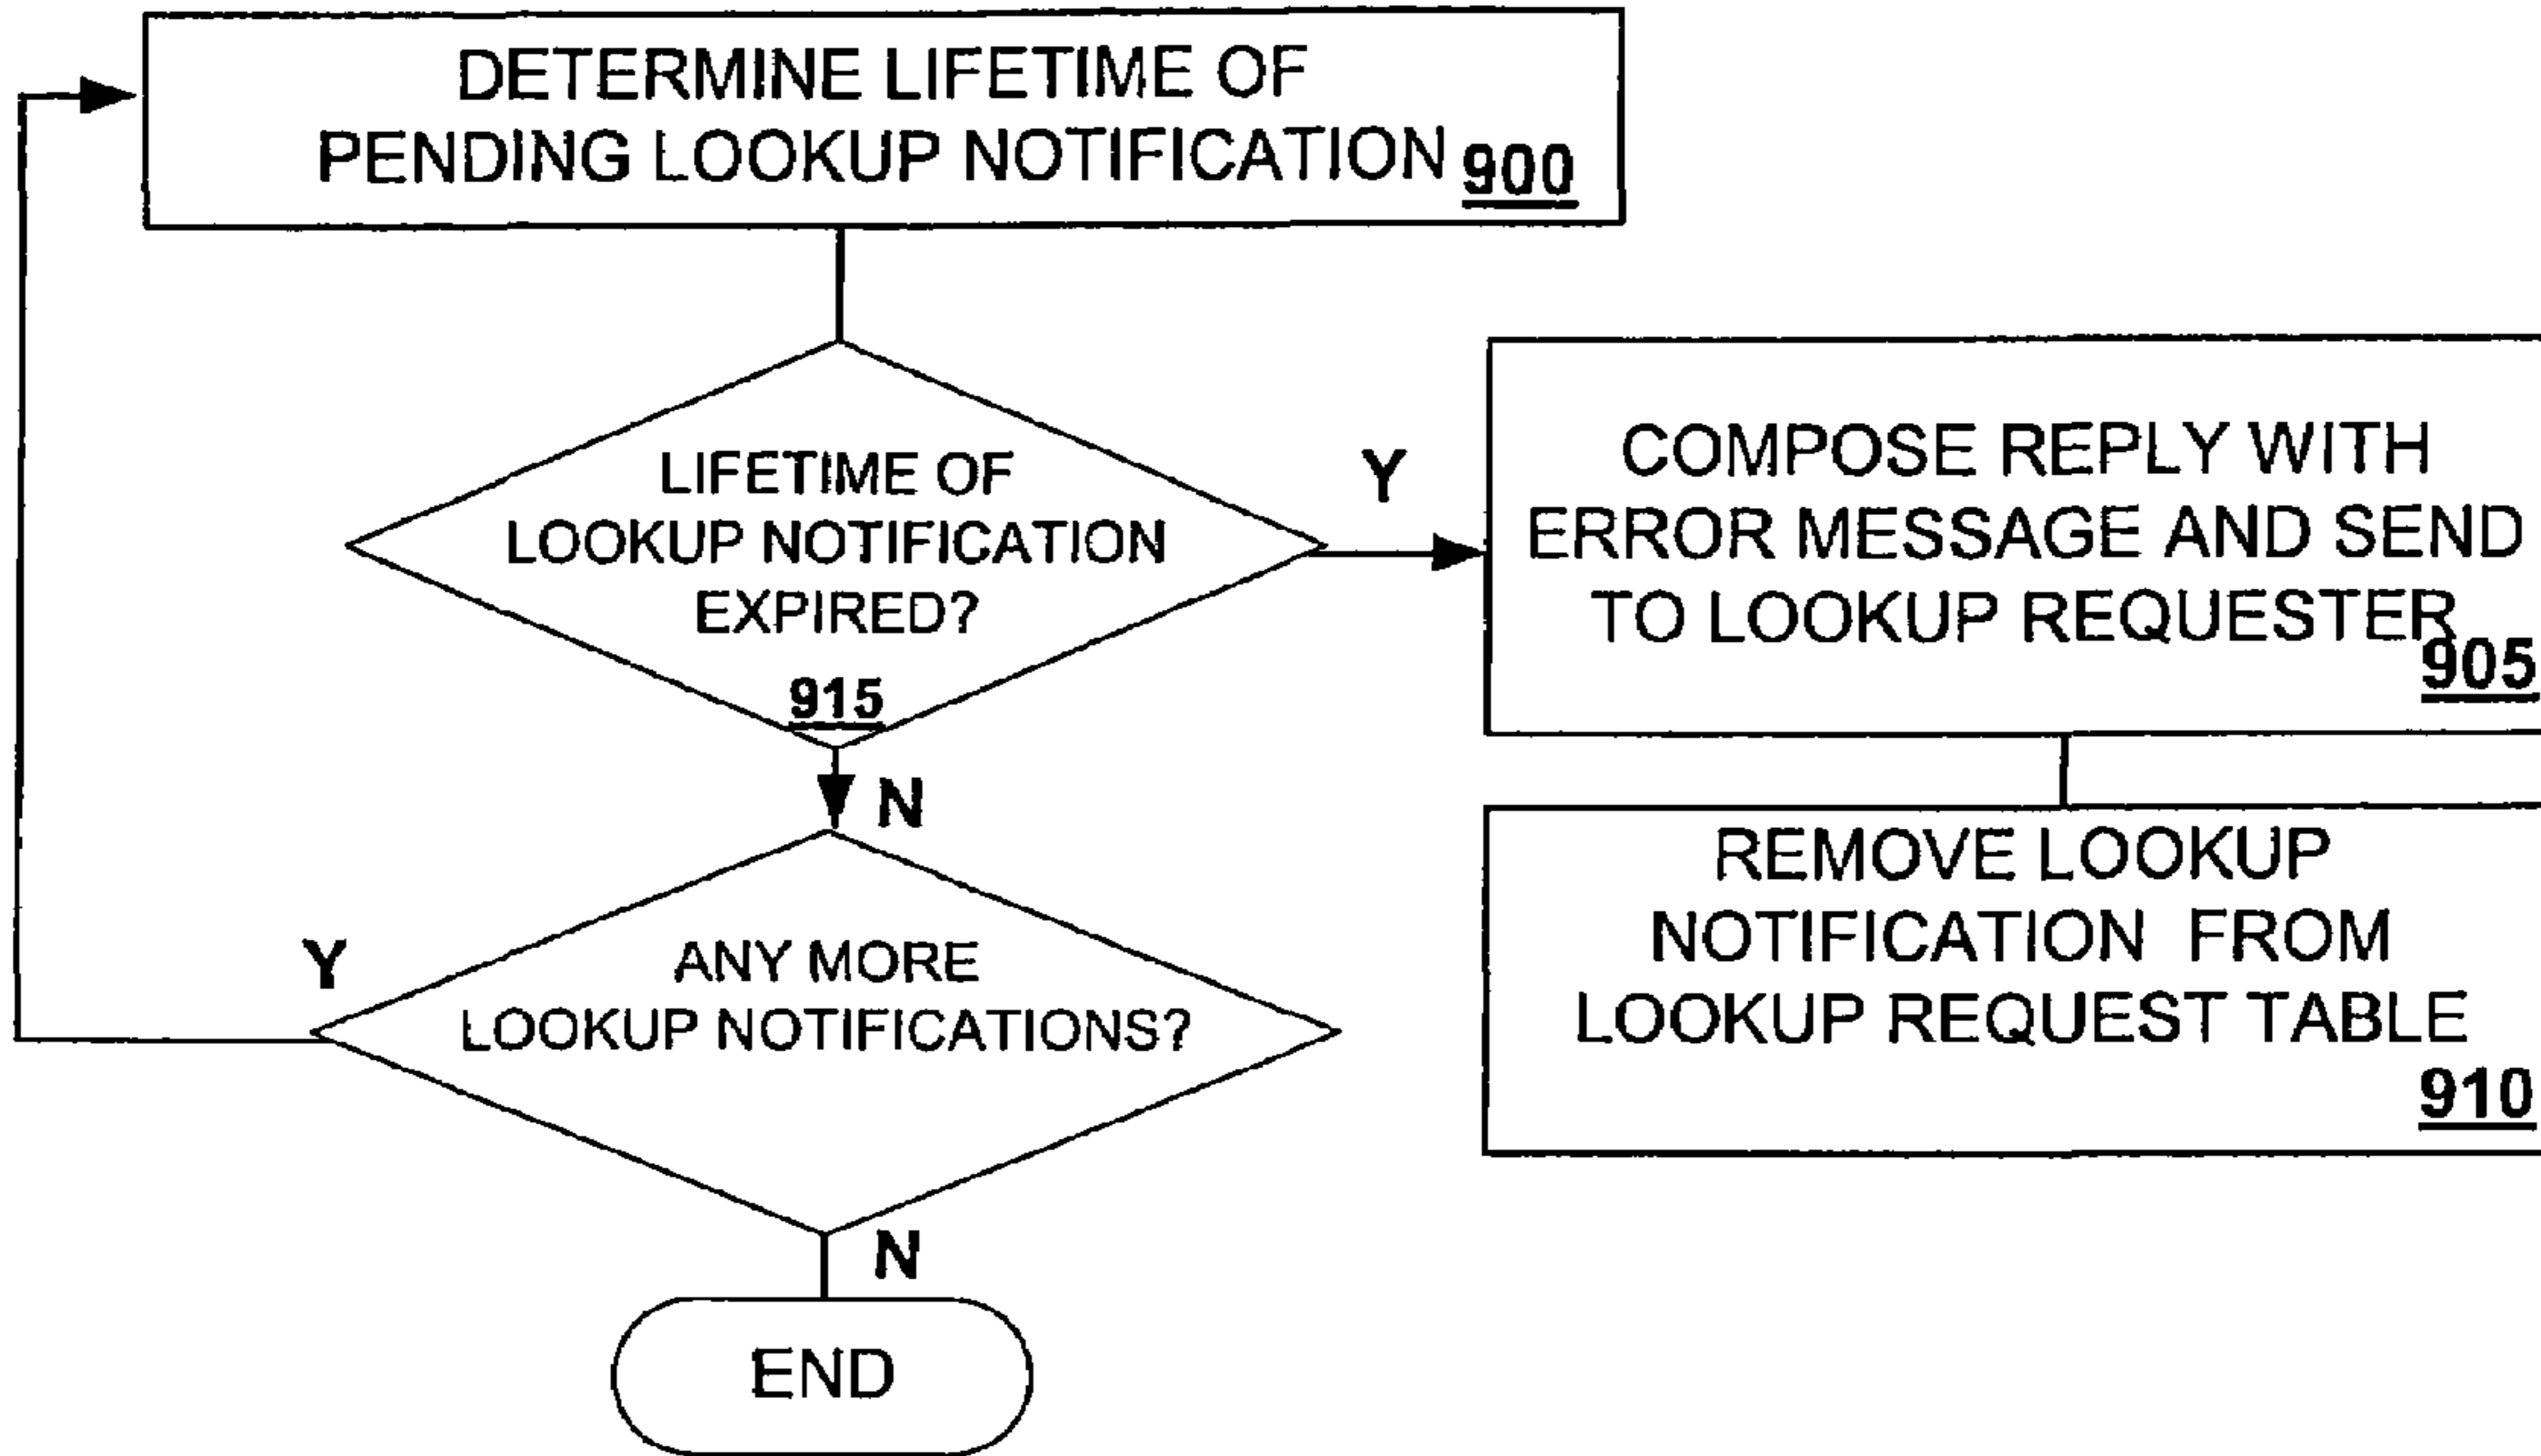 DETERMINE LIFETIME OF
PENDING LOOKUP NOTIFICATION 900
LIFETIME OF
LOOKUP NOTIFICATION
EXPIRED?
915
Y
COMPOSE REPLY WITH
ERROR MESSAGE AND SEND
TO LOOKUP REQUESTER
905
N
REMOVE LOOKUP
NOTIFICATION FROM
LOOKUP REQUEST TABLE
910
Y
ANY MORE
LOOKUP NOTIFICATIONS?
N
END